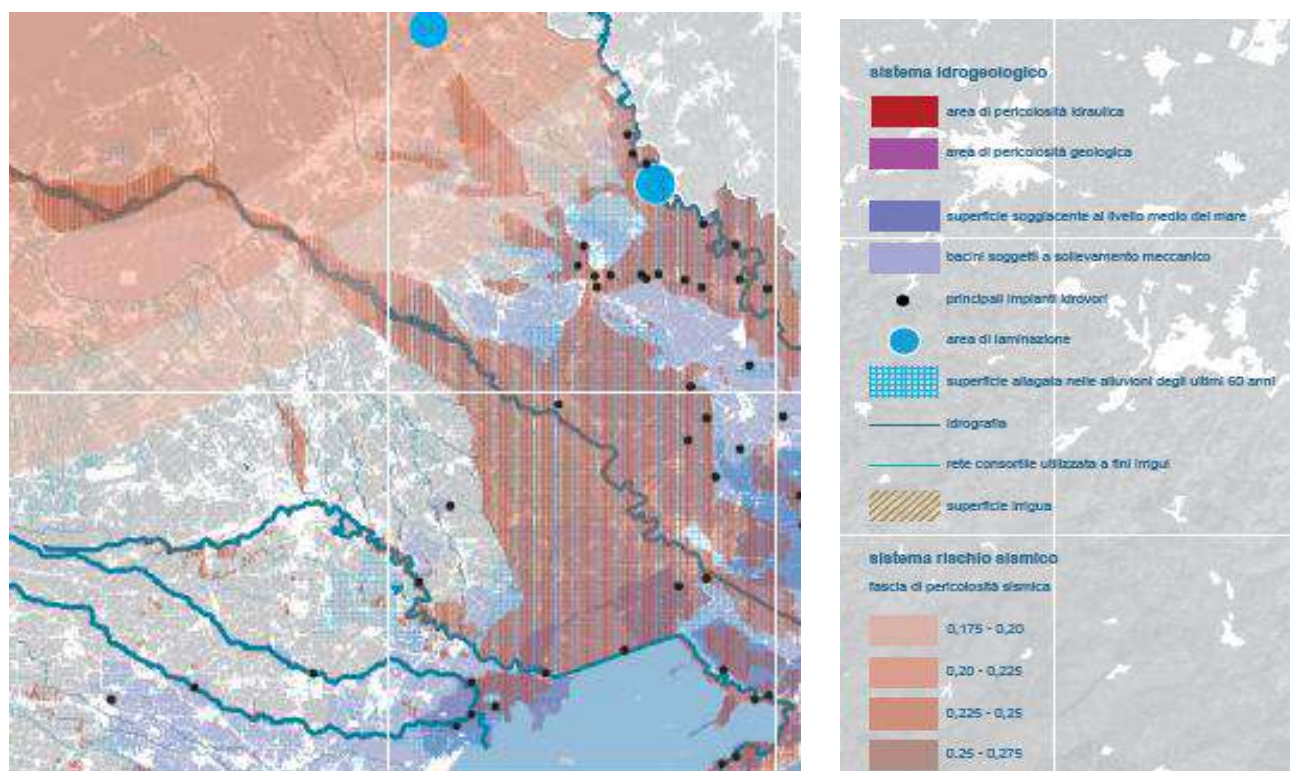 sistema idrogeologico
area di pericolosità idraulica
area di pericolosità geologica
superficie soggiacente al livello medio del mare
bacini soggetti a sollevamento meccanico
principali impianti idrovori
area di laminazione
superficie allagata nelle alluvioni degli ultimi 60 anni
idrografia
rete consortile utilizzata a fini irrigui
superficie irrigua
sistema rischio sismico
fascia di pericolosità sismica
0,175 - 0,20
0,20 - 0,225
0,225 - 0,25
0,25 - 0,275